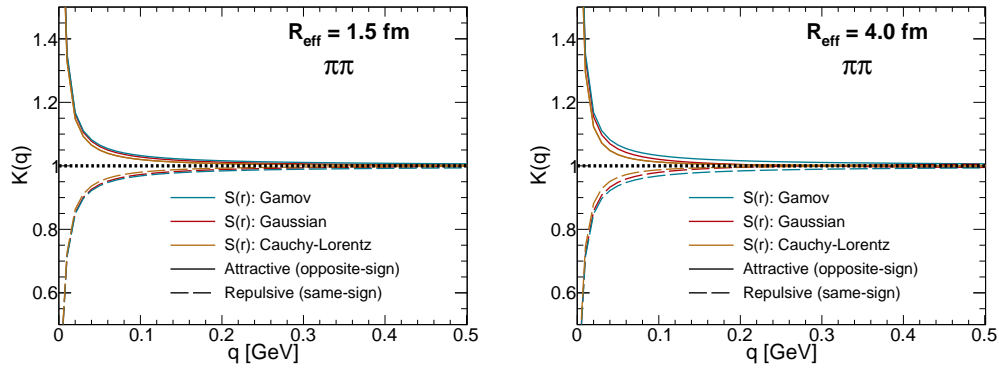 R_eff = 1.5 fm
ππ
K(q)
1.4
1.2
1
0.8
0.6
S(r): Gamov
S(r): Gaussian
S(r): Cauchy-Lorentz
Attractive (opposite-sign)
Repulsive (same-sign)
0 0.1 0.2 0.3 0.4 0.5
q [GeV]
R_eff = 4.0 fm
ππ
K(q)
1.4
1.2
1
0.8
0.6
S(r): Gamov
S(r): Gaussian
S(r): Cauchy-Lorentz
Attractive (opposite-sign)
Repulsive (same-sign)
0 0.1 0.2 0.3 0.4 0.5
q [GeV]